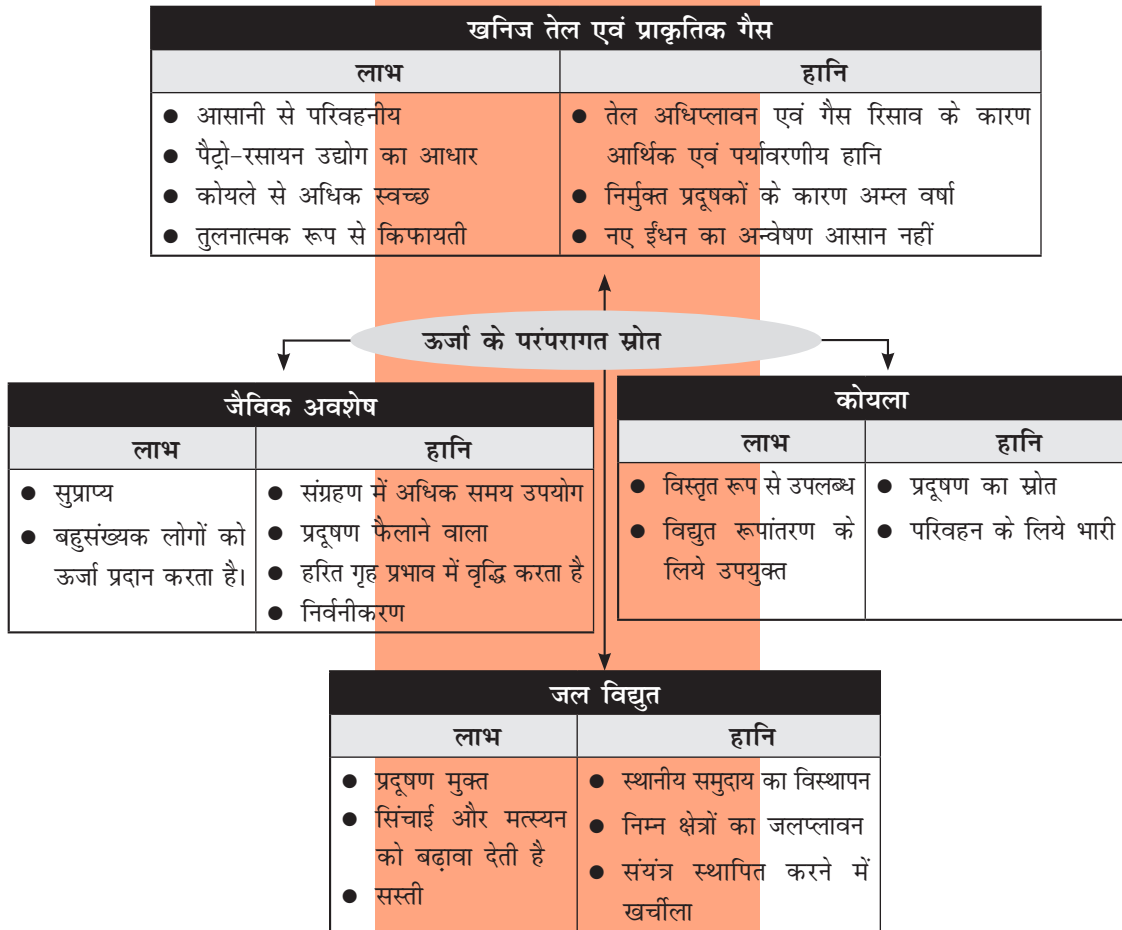 खनिज तेल एवं प्राकृतिक गैस
लाभ
हानि
● आसानी से परिवहनीय
● पैट्रो-रसायन उद्योग का आधार
● कोयले से अधिक स्वच्छ
● तुलनात्मक रूप से किफायती
● तेल अधिप्लावन एवं गैस रिसाव के कारण
आर्थिक एवं पर्यावरणीय हानि
● निर्मुक्त प्रदूषकों के कारण अम्ल वर्षा
● नए ईंधन का अन्वेषण आसान नहीं
ऊर्जा के परंपरागत स्रोत
जैविक अवशेष
लाभ
हानि
● सुप्राप्य
● बहुसंख्यक लोगों को
ऊर्जा प्रदान करता है।
● संग्रहण में अधिक समय उपयोग
● प्रदूषण फैलाने वाला
● हरित गृह प्रभाव में वृद्धि करता है
● निर्वनीकरण
कोयला
लाभ
हानि
● विस्तृत रूप से उपलब्ध
● विद्युत रूपांतरण के
लिये उपयुक्त
● प्रदूषण का स्रोत
● परिवहन के लिये भारी
जल विद्युत
लाभ
हानि
● प्रदूषण मुक्त
● सिंचाई और मत्स्यन
को बढ़ावा देती है
● सस्ती
● स्थानीय समुदाय का विस्थापन
● निम्न क्षेत्रों का जलप्लावन
● संयंत्र स्थापित करने में
खर्चीला